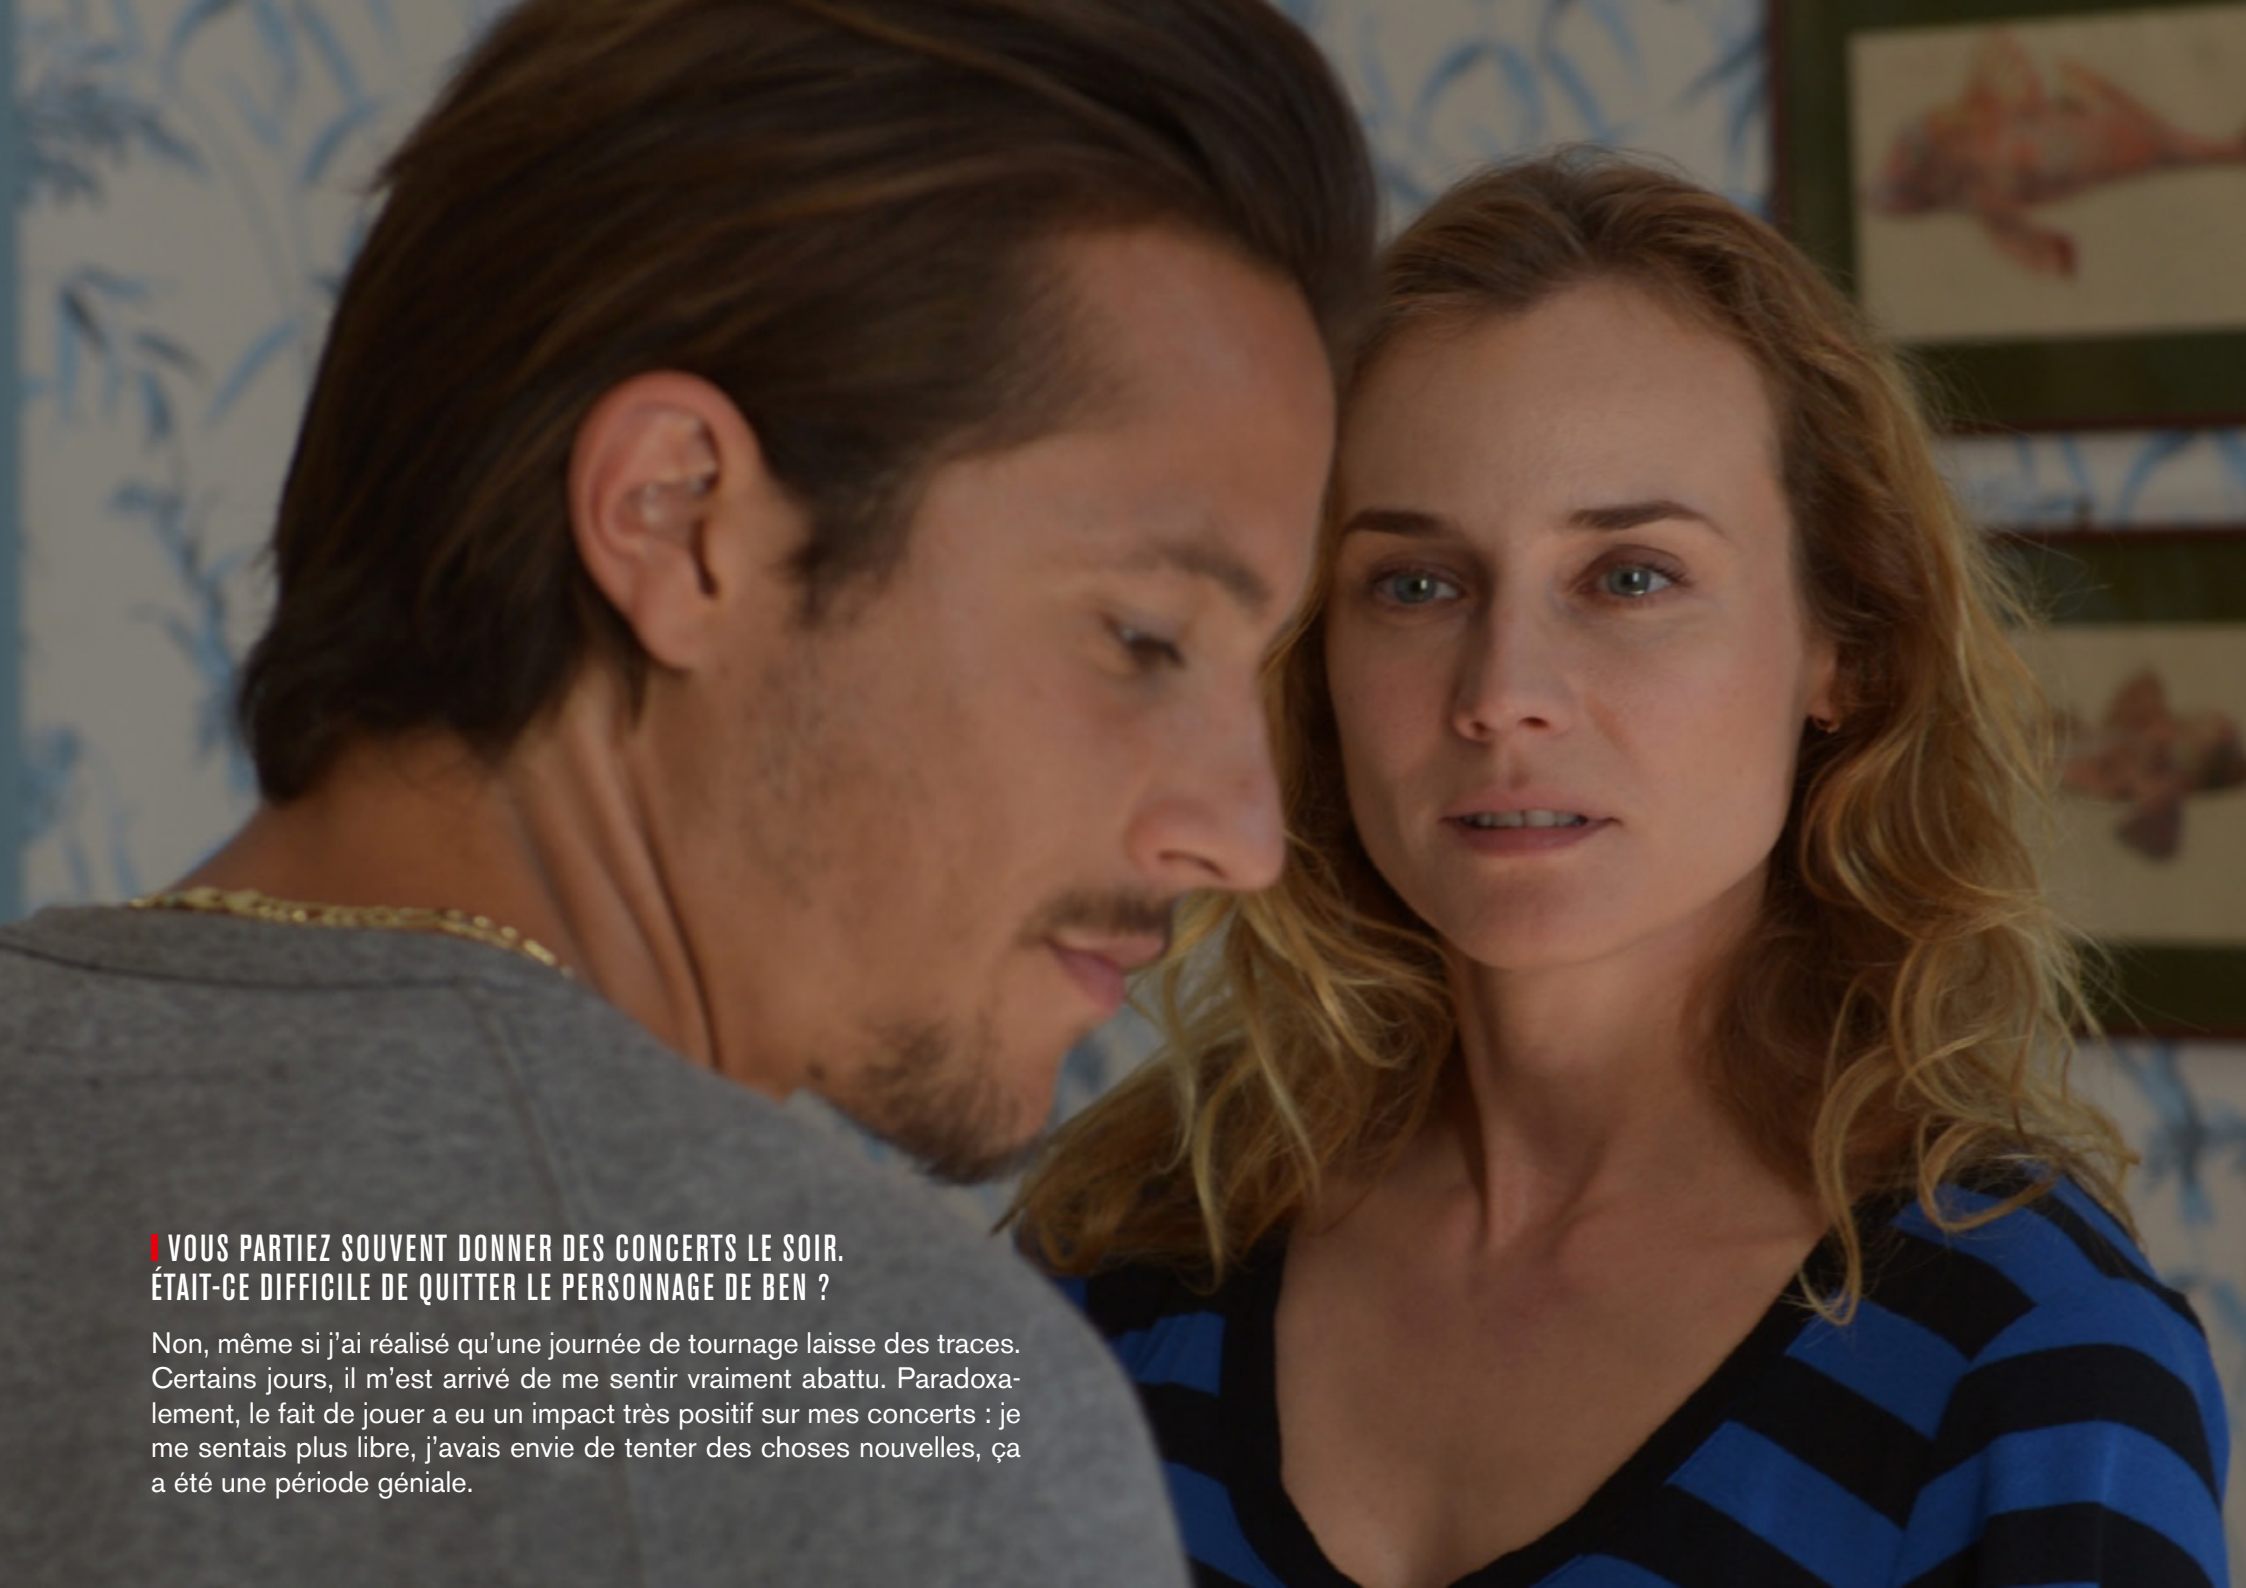 VOUS PARTIEZ SOUVENT DONNER DES CONCERTS LE SOIR.
ÉTAIT-CE DIFFICILE DE QUITTER LE PERSONNAGE DE BEN ?
Non, même si j’ai réalisé qu’une journée de tournage laisse des traces.
Certains jours, il m’est arrivé de me sentir vraiment abattu. Paradoxa-
lement, le fait de jouer a eu un impact très positif sur mes concerts : je
me sentais plus libre, j’avais envie de tenter des choses nouvelles, ça
a été une période géniale.